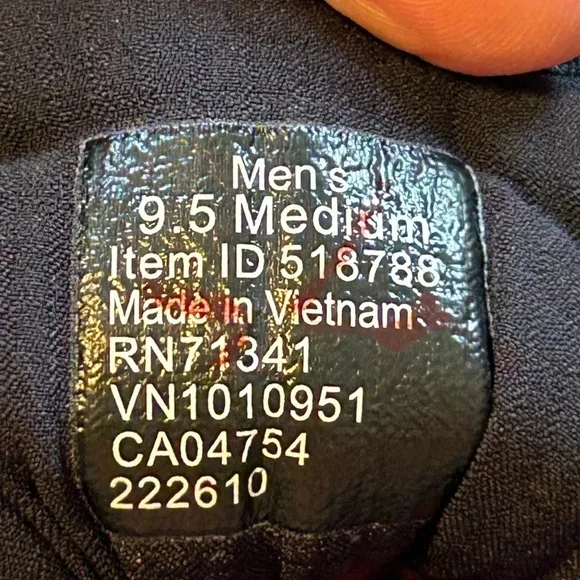 Men's
9.5 Medium
Item ID 518788
Made in Vietnam
RN71341
VN1010951
CA04754
222610